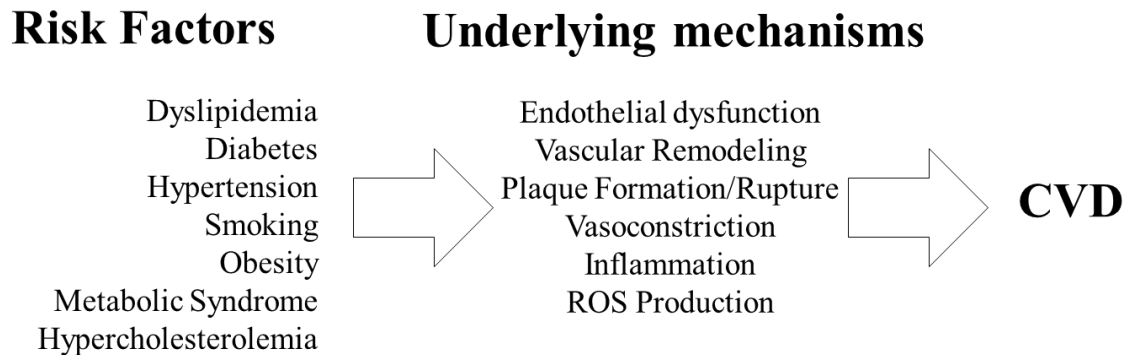 Risk Factors
Underlying mechanisms
Dyslipidemia
Diabetes
Hypertension
Smoking
Obesity
Metabolic Syndrome
Hypercholesterolemia
Endothelial dysfunction
Vascular Remodeling
Plaque Formation/Rupture
Vasoconstriction
Inflammation
ROS Production
CVD